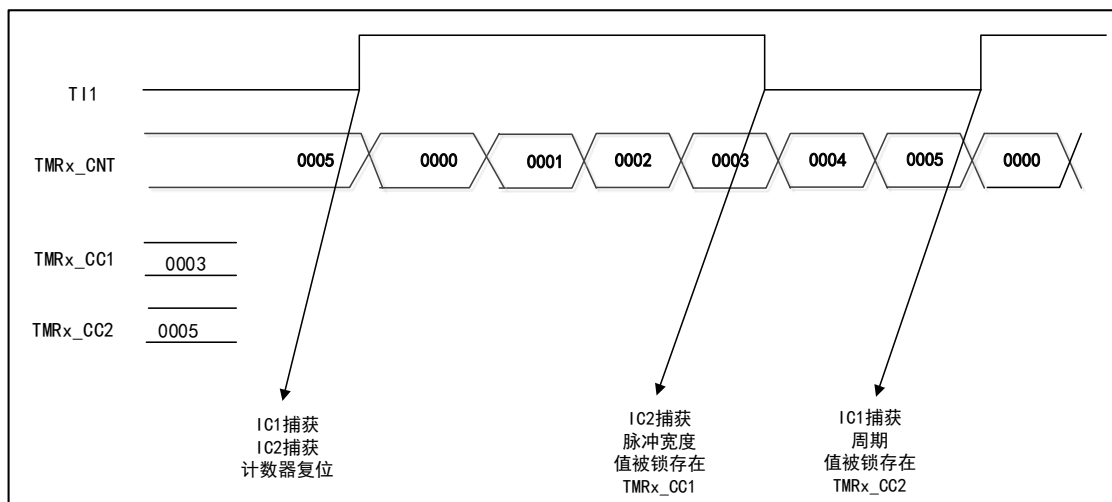 TI1
TMRx_CNT
0005 0000 0001 0002 0003 0004 0005 0000
TMRx_CC1 0003
TMRx_CC2 0005
IC1捕获
IC2捕获
计数器复位
IC2捕获
脉冲宽度
值被锁存在
TMRx_CC1
IC1捕获
周期
值被锁存在
TMRx_CC2